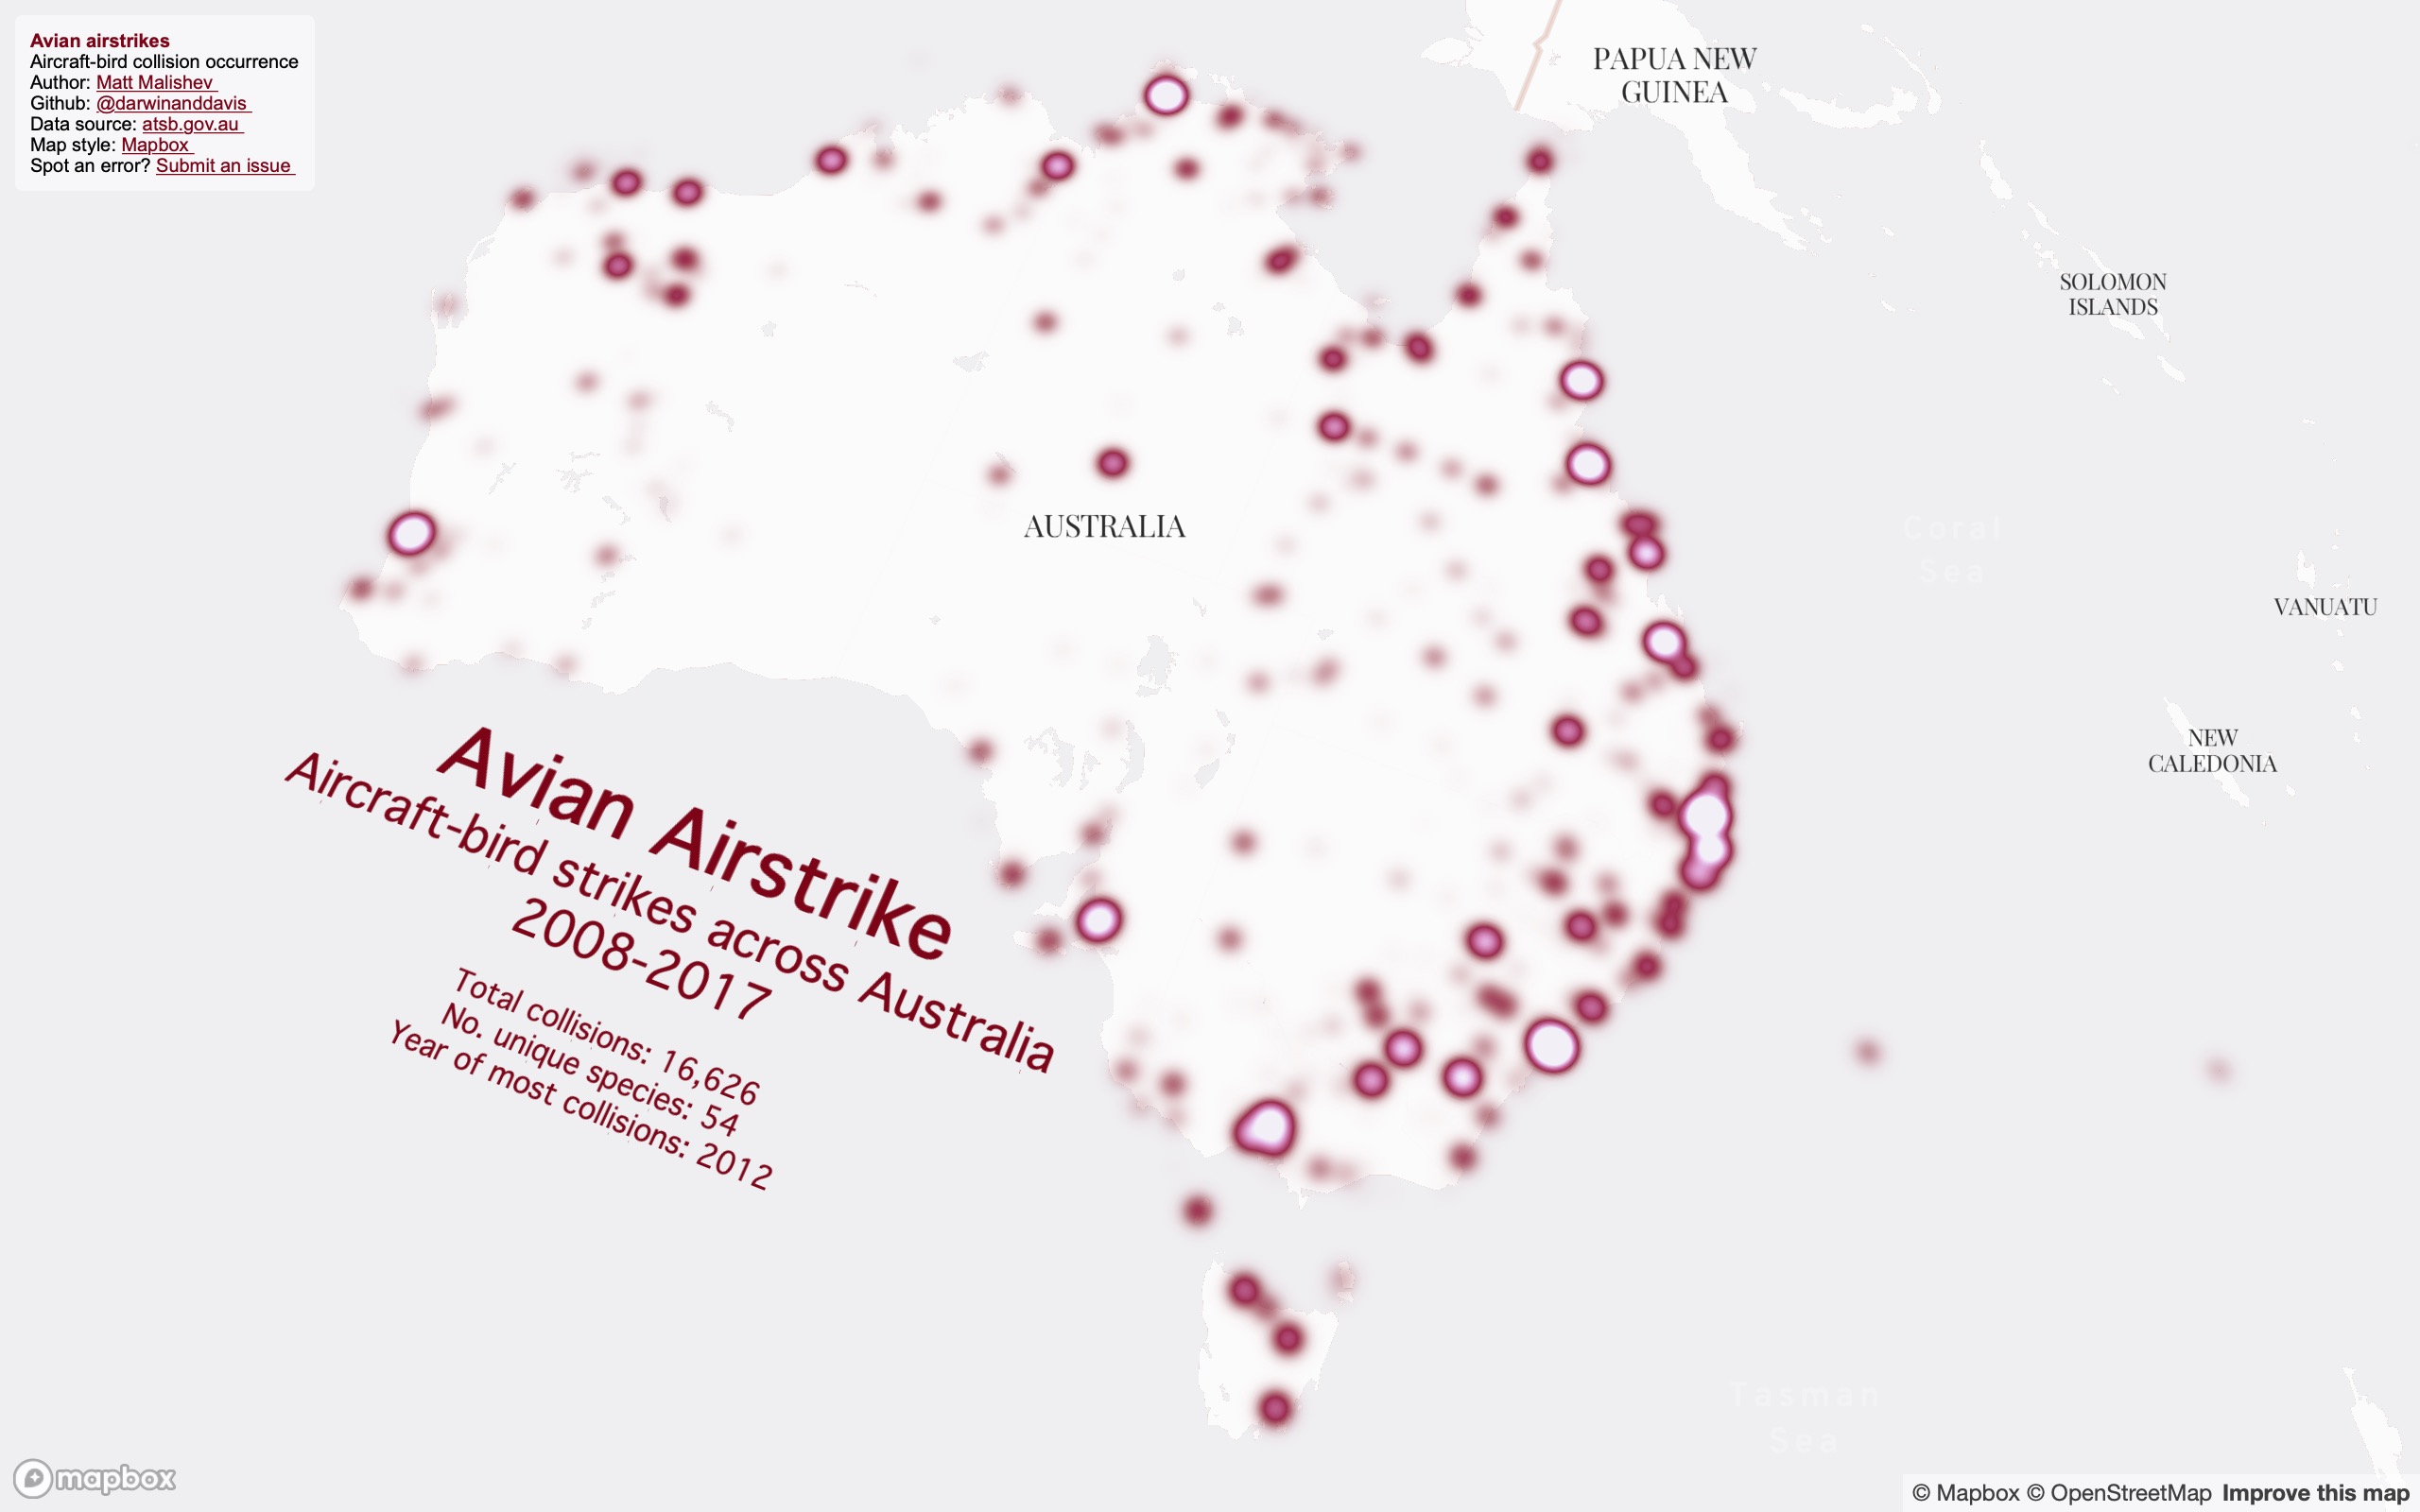 Avian airstrikes
Aircraft-bird collision occurrence
Author: Matt Malishev
Github: @darwinanddavis
Data source: atsb.gov.au
Map style: Mapbox
Spot an error? Submit an issue
PAPUA NEW
GUINEA
SOLOMON
ISLANDS
AUSTRALIA
Coral
Sea
VANUATU
NEW
CALEDONIA
Avian Airstrike
Aircraft-bird strikes across Australia
2008-2017
Total collisions: 16,626
No. unique species: 54
Year of most collisions: 2012
Tasman
Sea
mapbox
© Mapbox © OpenStreetMap Improve this map